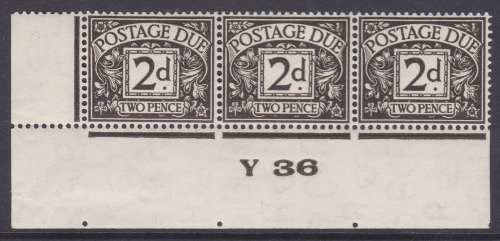 POSTAGE DUE POSTAGE DUE POSTAGE DUE
2d. 2d. 2d.
TWO PENCE TWO PENCE TWO PENCE
Y 36